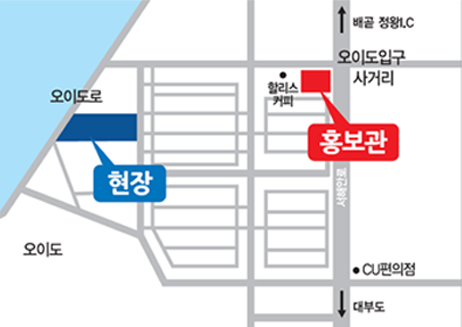 배곧 정왕I.C
오이도입구
사거리
할리스
커피
오이도로
홍보관
현장
서해안로
오이도
CU편의점
대부도